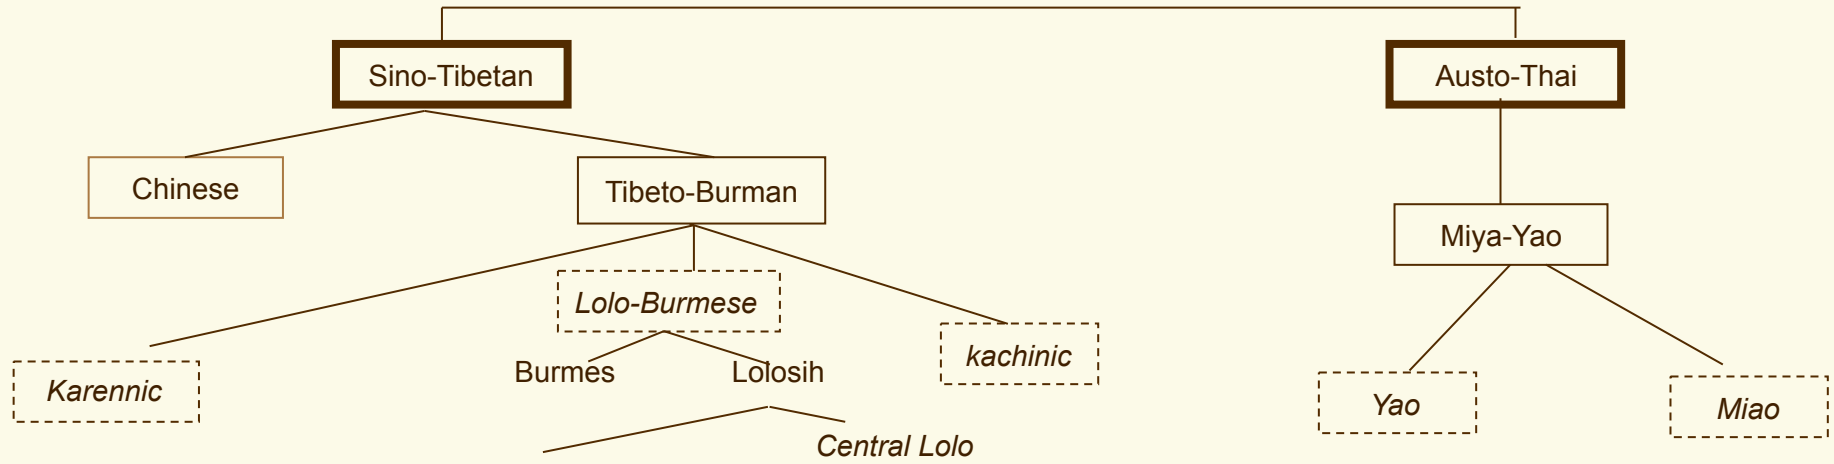 Sino-Tibetan
Austo-Thai
Chinese
Tibeto-Burman
Miya-Yao
Lolo-Burmese
kachinic
Burmes
Lolosih
Karennic
Yao
Miao
Central Lolo